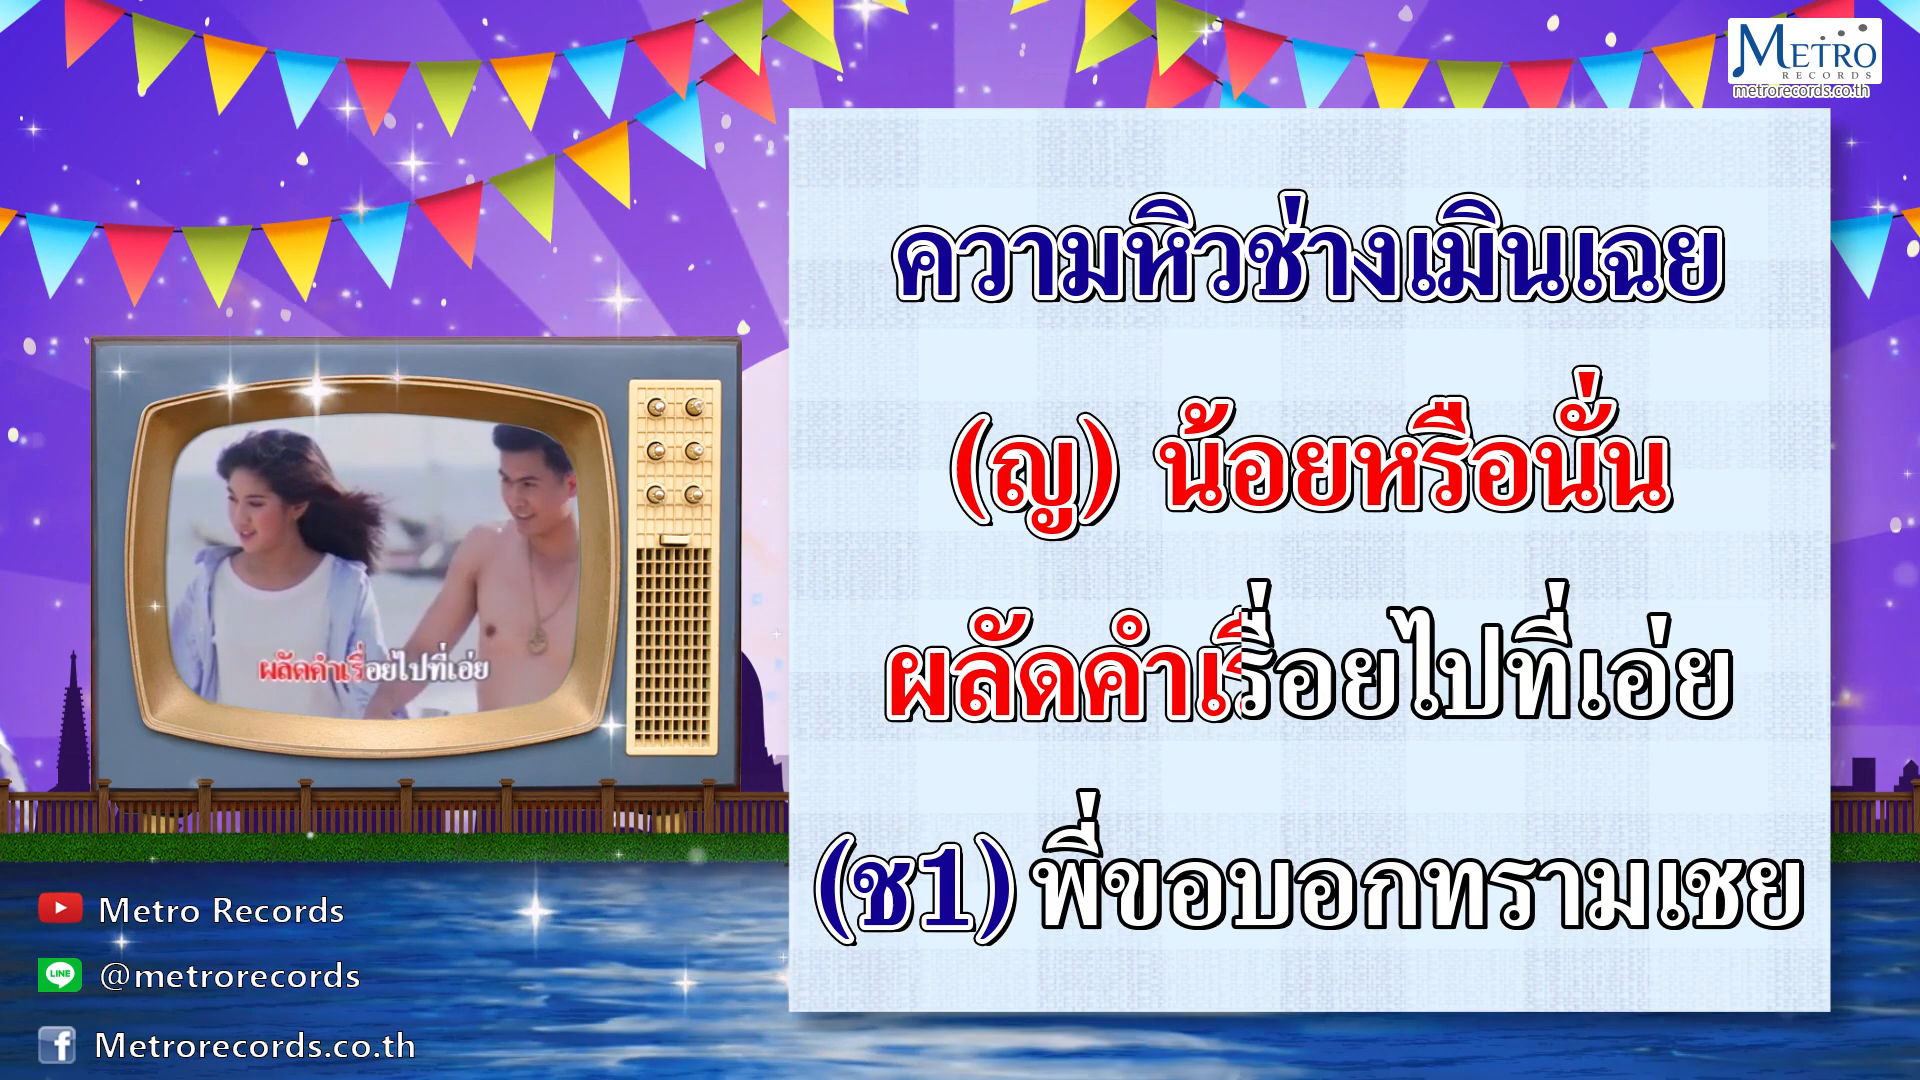 METRO
RECORDS
metrorecords.co.th
ความหิวช่างเมินเฉย
(ญ) น้อยหรือนั่น
ผลัดคำเรื่อยไปที่เอ่ย
(ช1) พี่ขอบอกทรามเชย
ผลัดคำเรื่อยไปที่เอ่ย
Metro Records
LINE
@metrorecords
Metrorecords.co.th